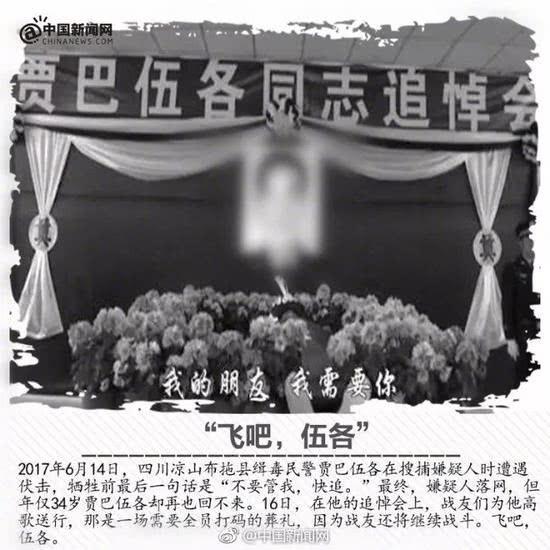 @中国新闻网
CHINANEWS.COM
贾巴伍各同志追悼会
奠 奠
我的朋友 我需要你
“飞吧，伍各”
2017年6月14日，四川凉山布拖县缉毒民警贾巴伍各在搜捕嫌疑人时遭遇
伏击，牺牲前最后一句话是“不要管我，快追。”最终，嫌疑人落网，但
年仅34岁贾巴伍各却再也回不来。16日，在他的追悼会上，战友们为他高
歌送行，那是一场需要全员打码的葬礼，因为战友还将继续战斗。飞吧，
伍各。
@中国新闻网